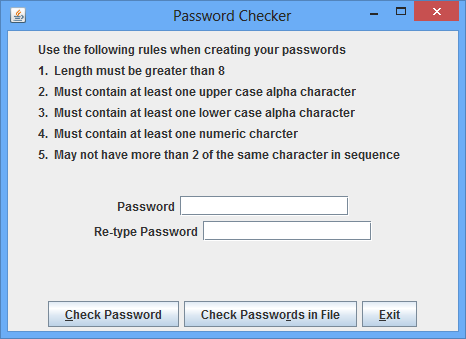 Password Checker
Use the following rules when creating your passwords
1. Length must be greater than 8
2. Must contain at least one upper case alpha character
3. Must contain at least one lower case alpha character
4. Must contain at least one numeric charcter
5. May not have more than 2 of the same character in sequence
Password
Re-type Password
Check Password Check Passwords in File Exit